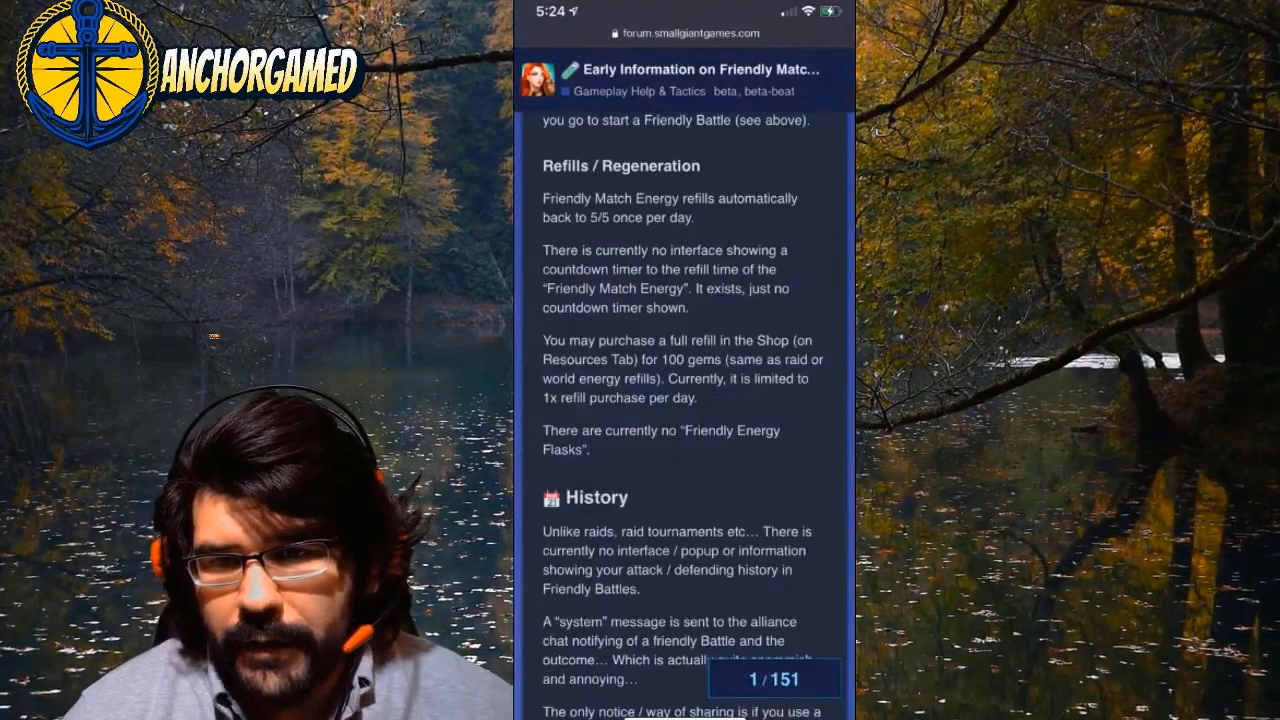 ANCHORGAMED
5:24
forum.smallgiantgames.com
Early Information on Friendly Matc...
Gameplay Help & Tactics beta, beta-beat
you go to start a Friendly Battle (see above).
Refills / Regeneration
Friendly Match Energy refills automatically
back to 5/5 once per day.
There is currently no interface showing a
countdown timer to the refill time of the
“Friendly Match Energy”. It exists, just no
countdown timer shown.
You may purchase a full refill in the Shop (on
Resources Tab) for 100 gems (same as raid or
world energy refills). Currently, it is limited to
1x refill purchase per day.
There are currently no “Friendly Energy
Flasks”.
History
Unlike raids, raid tournaments etc... There is
currently no interface / popup or information
showing your attack / defending history in
Friendly Battles.
A “system” message is sent to the alliance
chat notifying of a friendly Battle and the
outcome... Which is actually
and annoying...
1 / 151
The only notice / way of sharing is if you use a